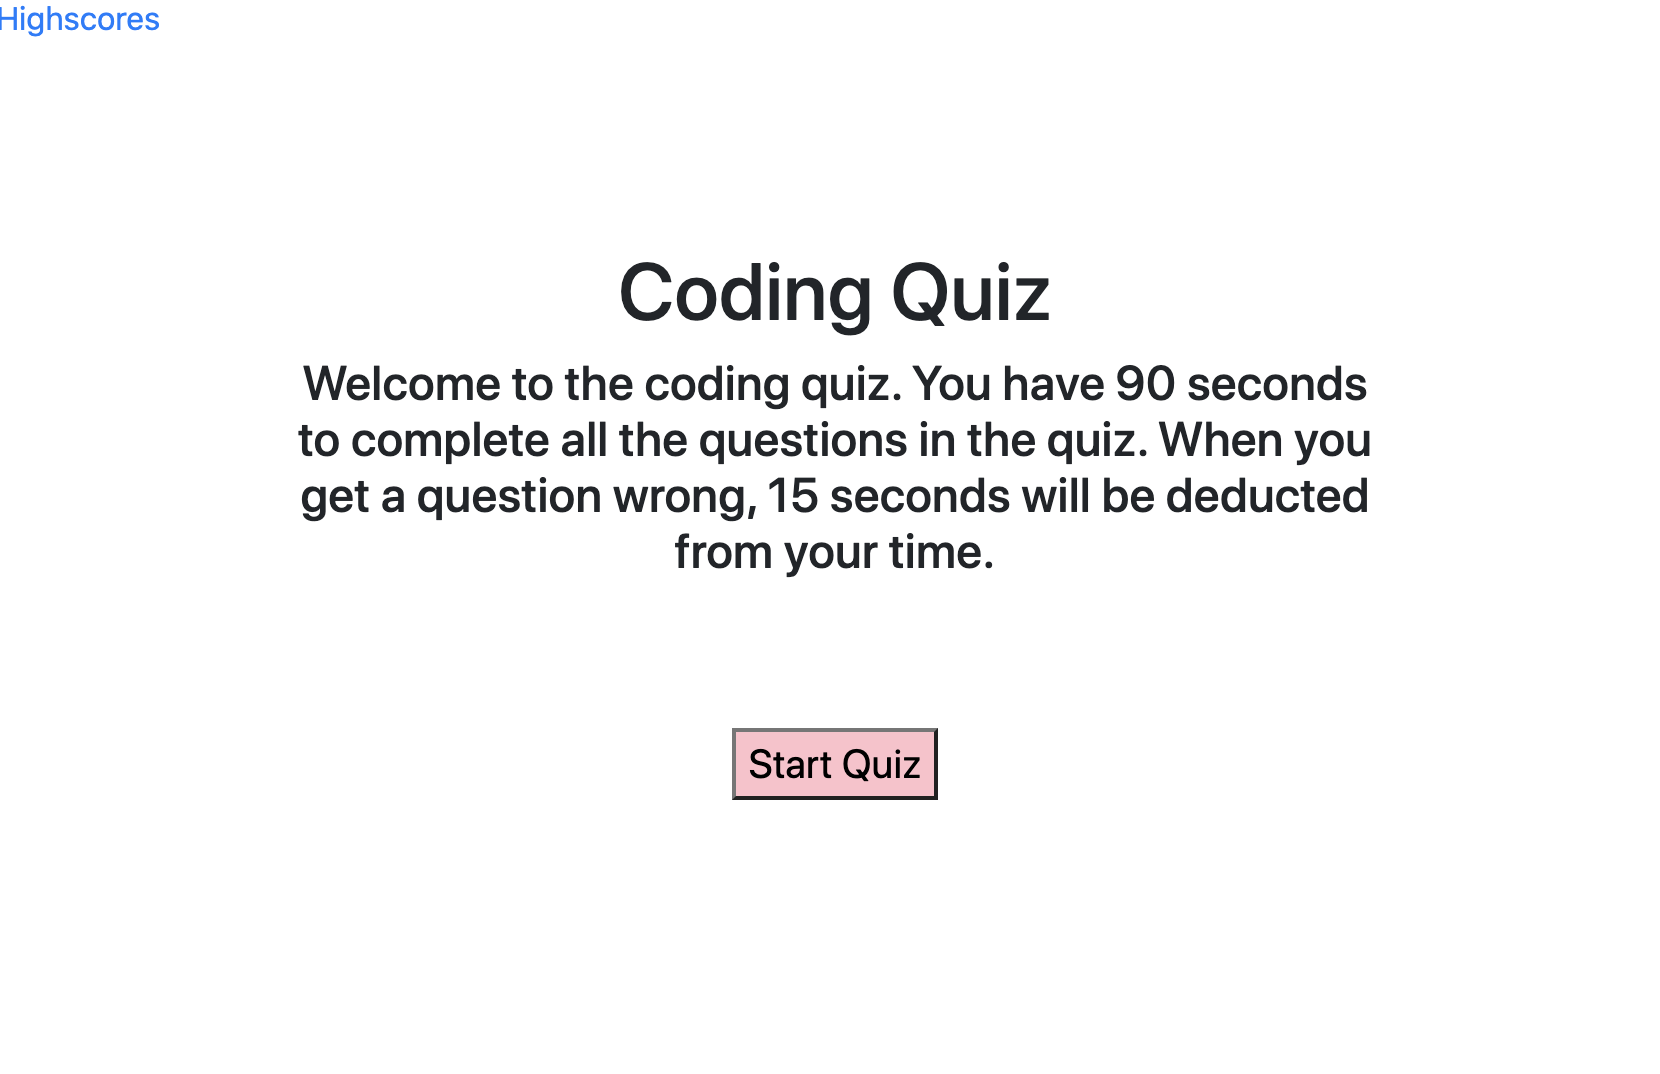 Highscores
Coding Quiz
Welcome to the coding quiz. You have 90 seconds
to complete all the questions in the quiz. When you
get a question wrong, 15 seconds will be deducted
from your time.
Start Quiz